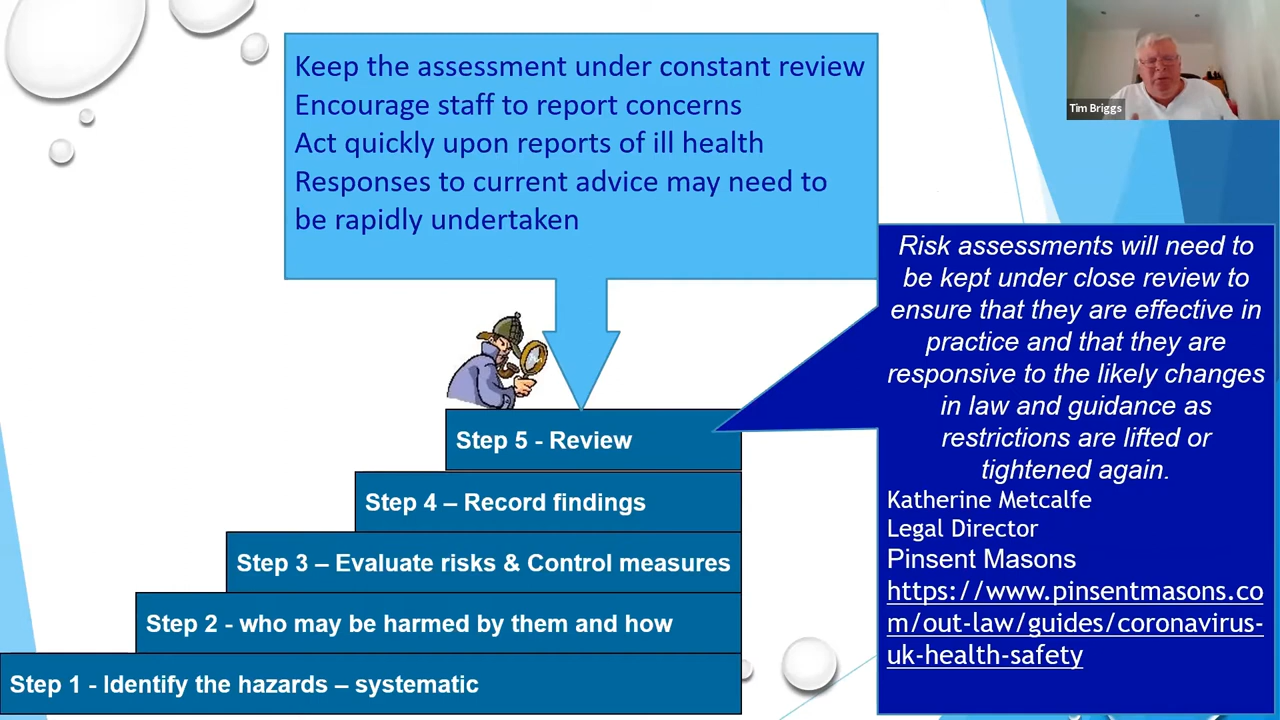 Keep the assessment under constant review
Encourage staff to report concerns
Act quickly upon reports of ill health
Responses to current advice may need to
be rapidly undertaken
Tim Briggs
Risk assessments will need to
be kept under close review to
ensure that they are effective in
practice and that they are
responsive to the likely changes
in law and guidance as
restrictions are lifted or
tightened again.
Katherine Metcalfe
Legal Director
Pinsent Masons
https://www.pinsentmasons.co
m/out-law/guides/coronavirus-
uk-health-safety
Step 5 - Review
Step 4 – Record findings
Step 3 – Evaluate risks & Control measures
Step 2 - who may be harmed by them and how
Step 1 - Identify the hazards – systematic